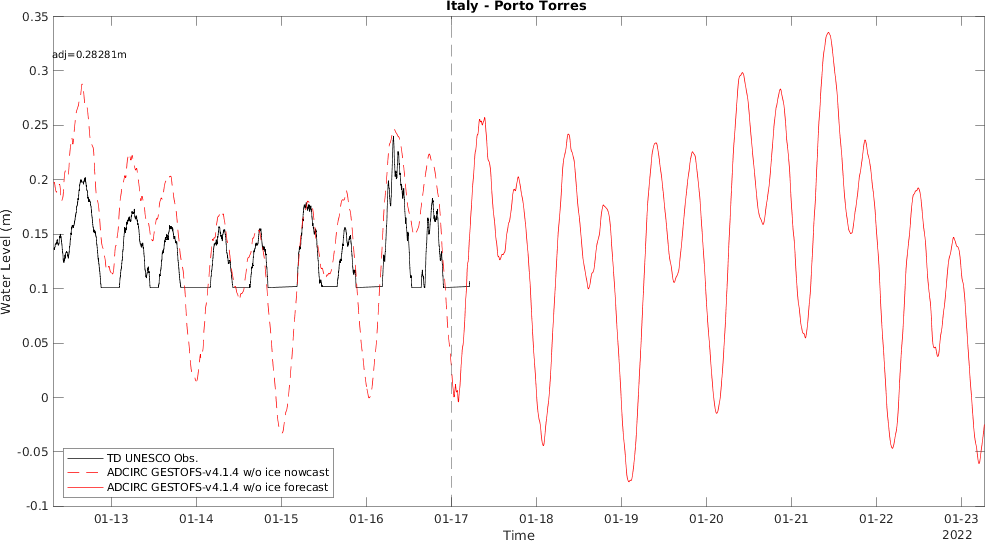 Italy - Porto Torres
0.35
adj=0.28281m
0.3
0.25
0.2
0.15
0.1
0.05
0
-0.05
-0.1
Water Level (m)
TD UNESCO Obs.
ADCIRC GESTOFS-v4.1.4 w/o ice nowcast
ADCIRC GESTOFS-v4.1.4 w/o ice forecast
01-13 01-14 01-15 01-16 01-17 01-18 01-19 01-20 01-21 01-22 01-23
Time 2022